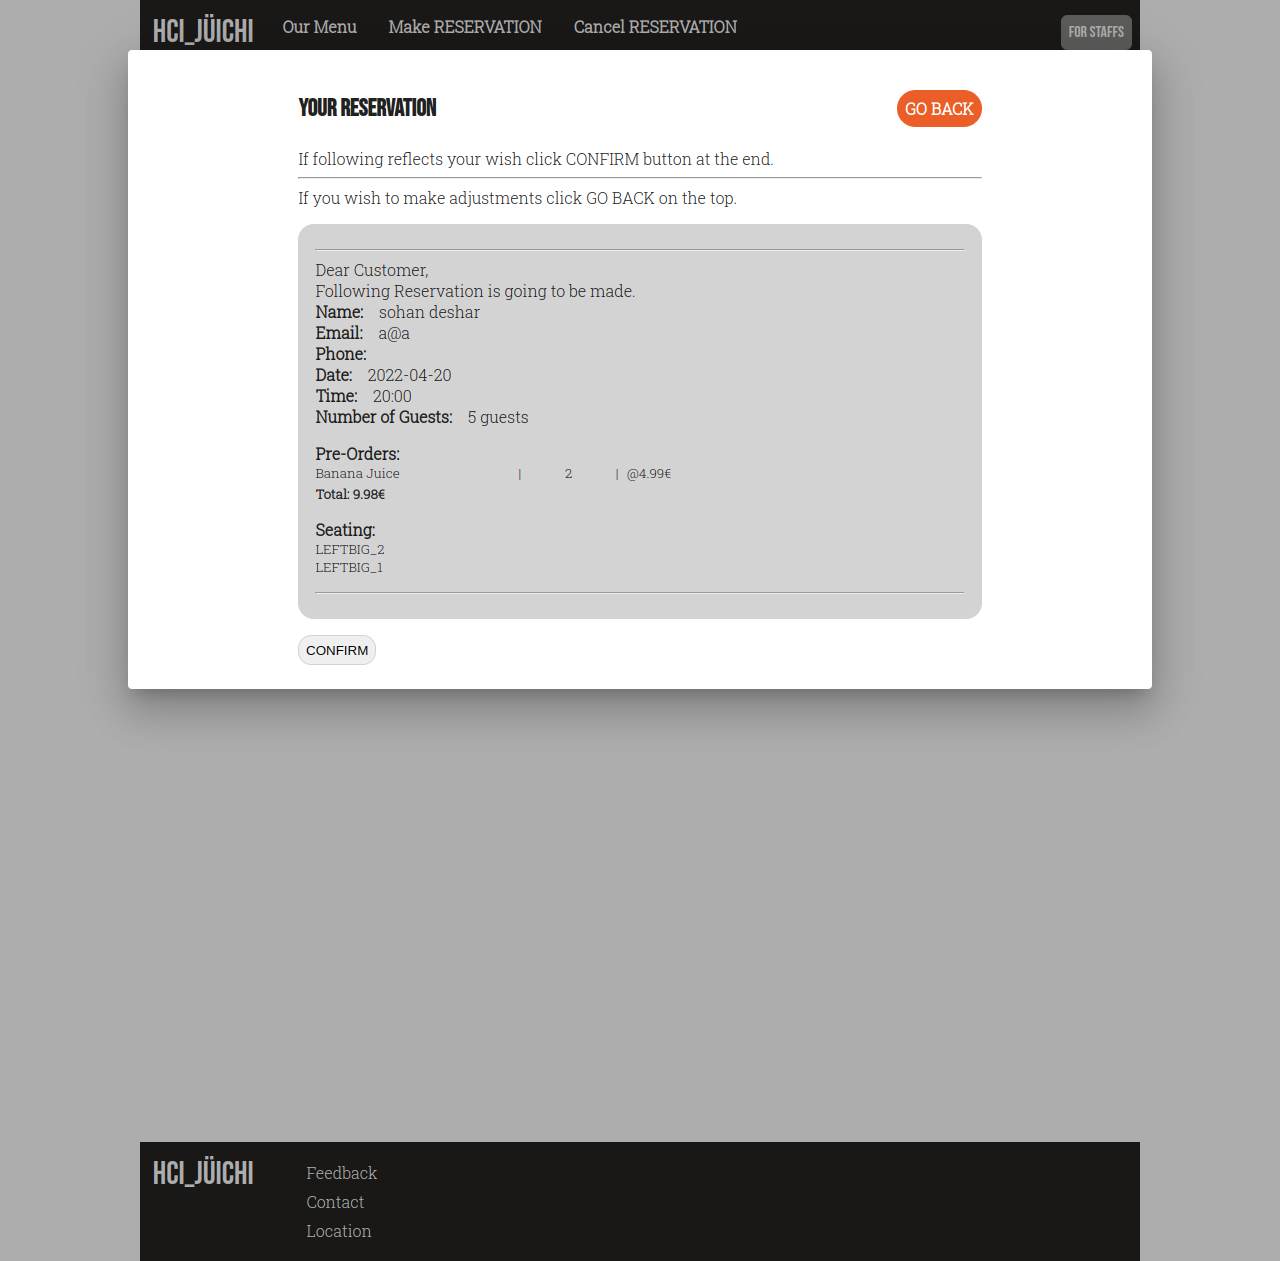 HCI_JÜICHI
Our Menu
Make RESERVATION
Cancel RESERVATION
FOR STAFFS
YOUR RESERVATION
GO BACK
If following reflects your wish click CONFIRM button at the end.
If you wish to make adjustments click GO BACK on the top.
Dear Customer,
Following Reservation is going to be made.
Name: sohan deshar
Email: a@a
Phone:
Date: 2022-04-20
Time: 20:00
Number of Guests: 5 guests
Pre-Orders:
Banana Juice | 2 | @4.99€
Total: 9.98€
Seating:
LEFTBIG_2
LEFTBIG_1
CONFIRM
HCI_JÜICHI
Feedback
Contact
Location